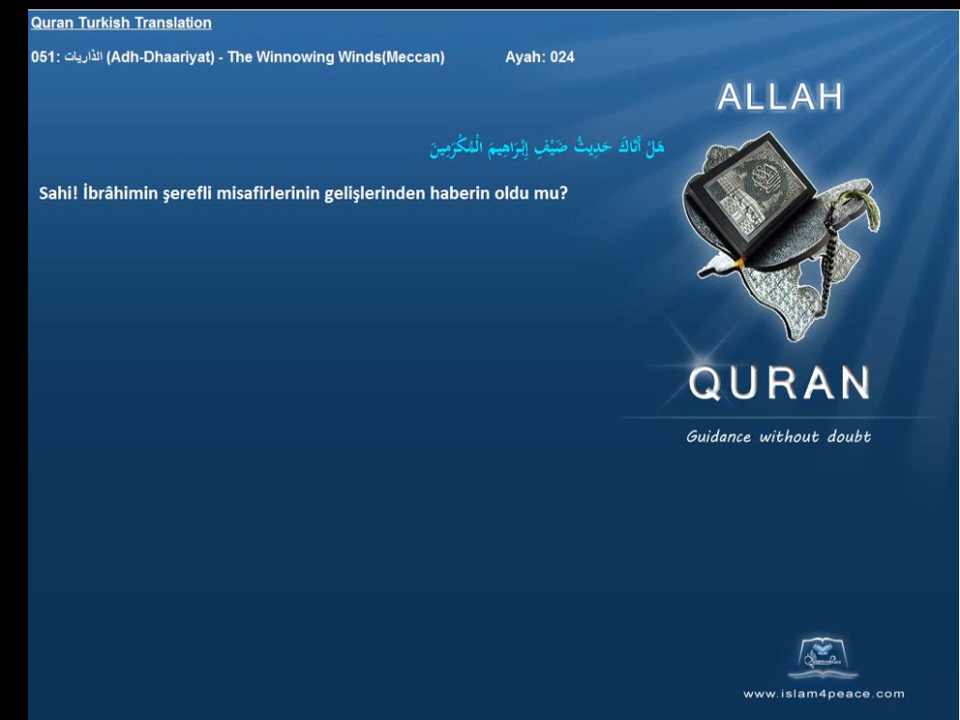 Quran Turkish Translation
051: الذاريات (Adh-Dhaariyat) - The Winnowing Winds(Meccan) Ayah: 024
ALLAH
هَلْ أَتَاكَ حَدِيثُ ضَيْفِ إِبْرَاهِيمَ الْمُكْرَمِينَ
Sahi! İbrâhimin şerefli misafirlerinin gelişlerinden haberin oldu mu?
QURAN
Guidance without doubt
www.islam4peace.com